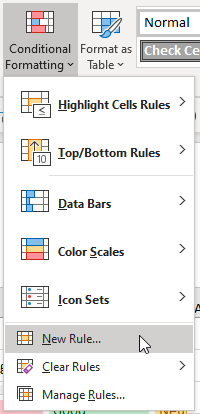 Conditional
Formatting
Format as
Table
Normal
Check Ce
Highlight Cells Rules
Top/Bottom Rules
10
Data Bars
Color Scales
Icon Sets
New Rule...
Clear Rules
Manage Rules...